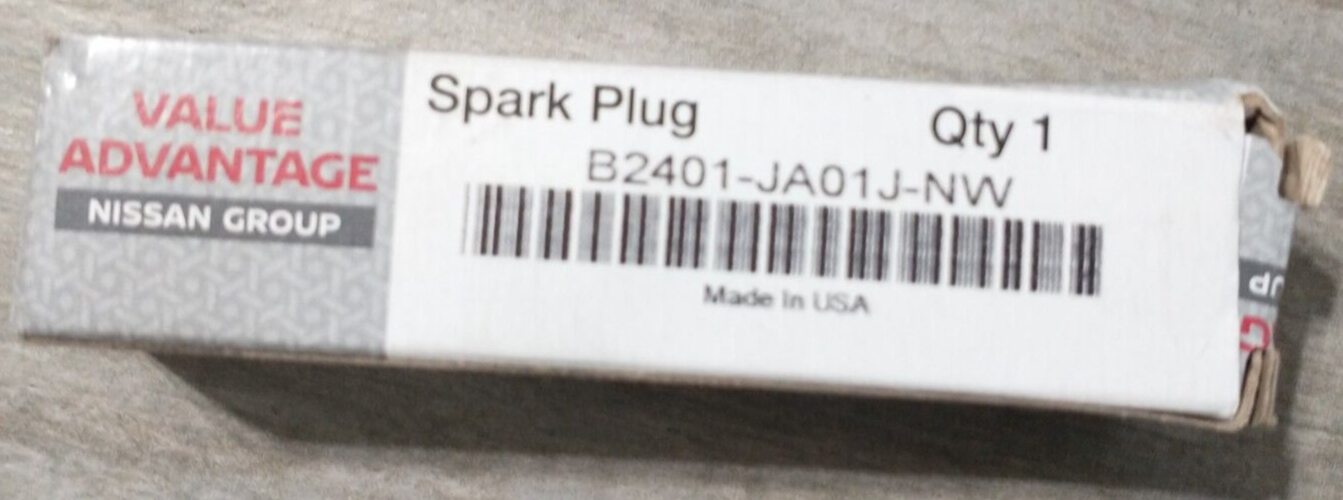 VALUE
ADVANTAGE
NISSAN GROUP
Spark Plug Qty 1
B2401-JA01J-NW
Made In USA